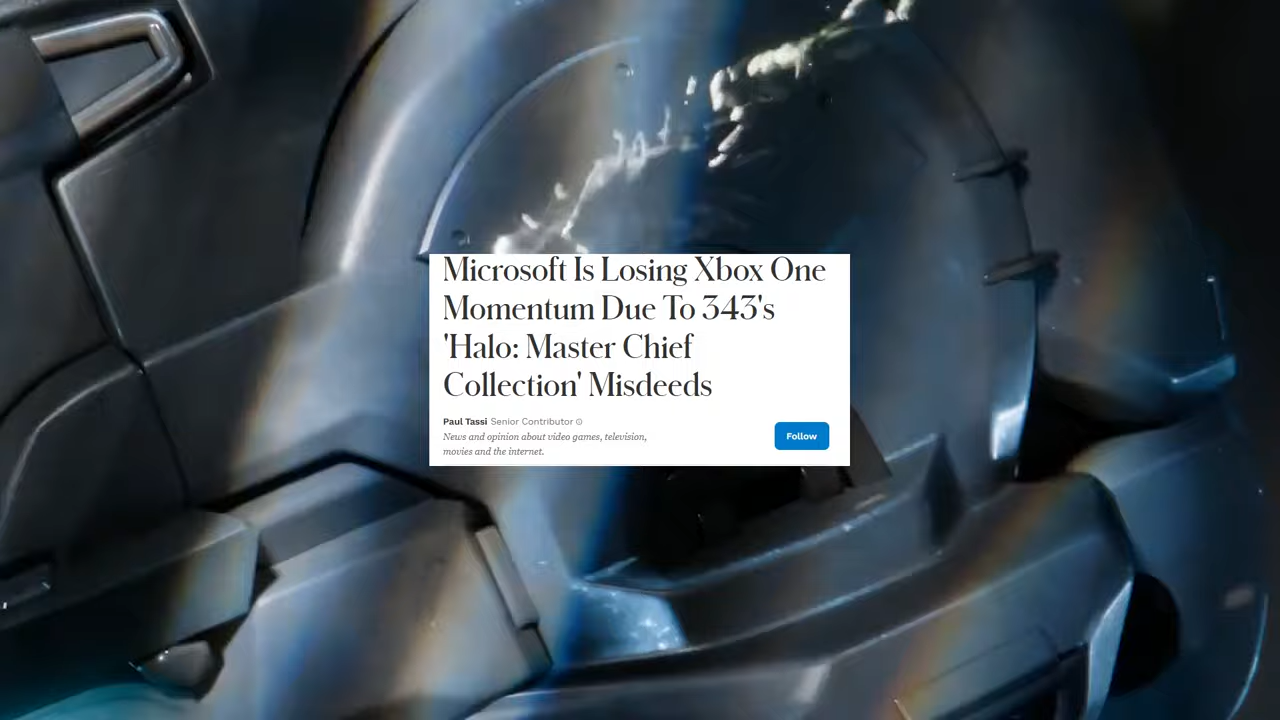 Microsoft Is Losing Xbox One
Momentum Due To 343's
'Halo: Master Chief
Collection' Misdeeds
Paul Tassi Senior Contributor
News and opinion about video games, television,
movies and the internet.
Follow